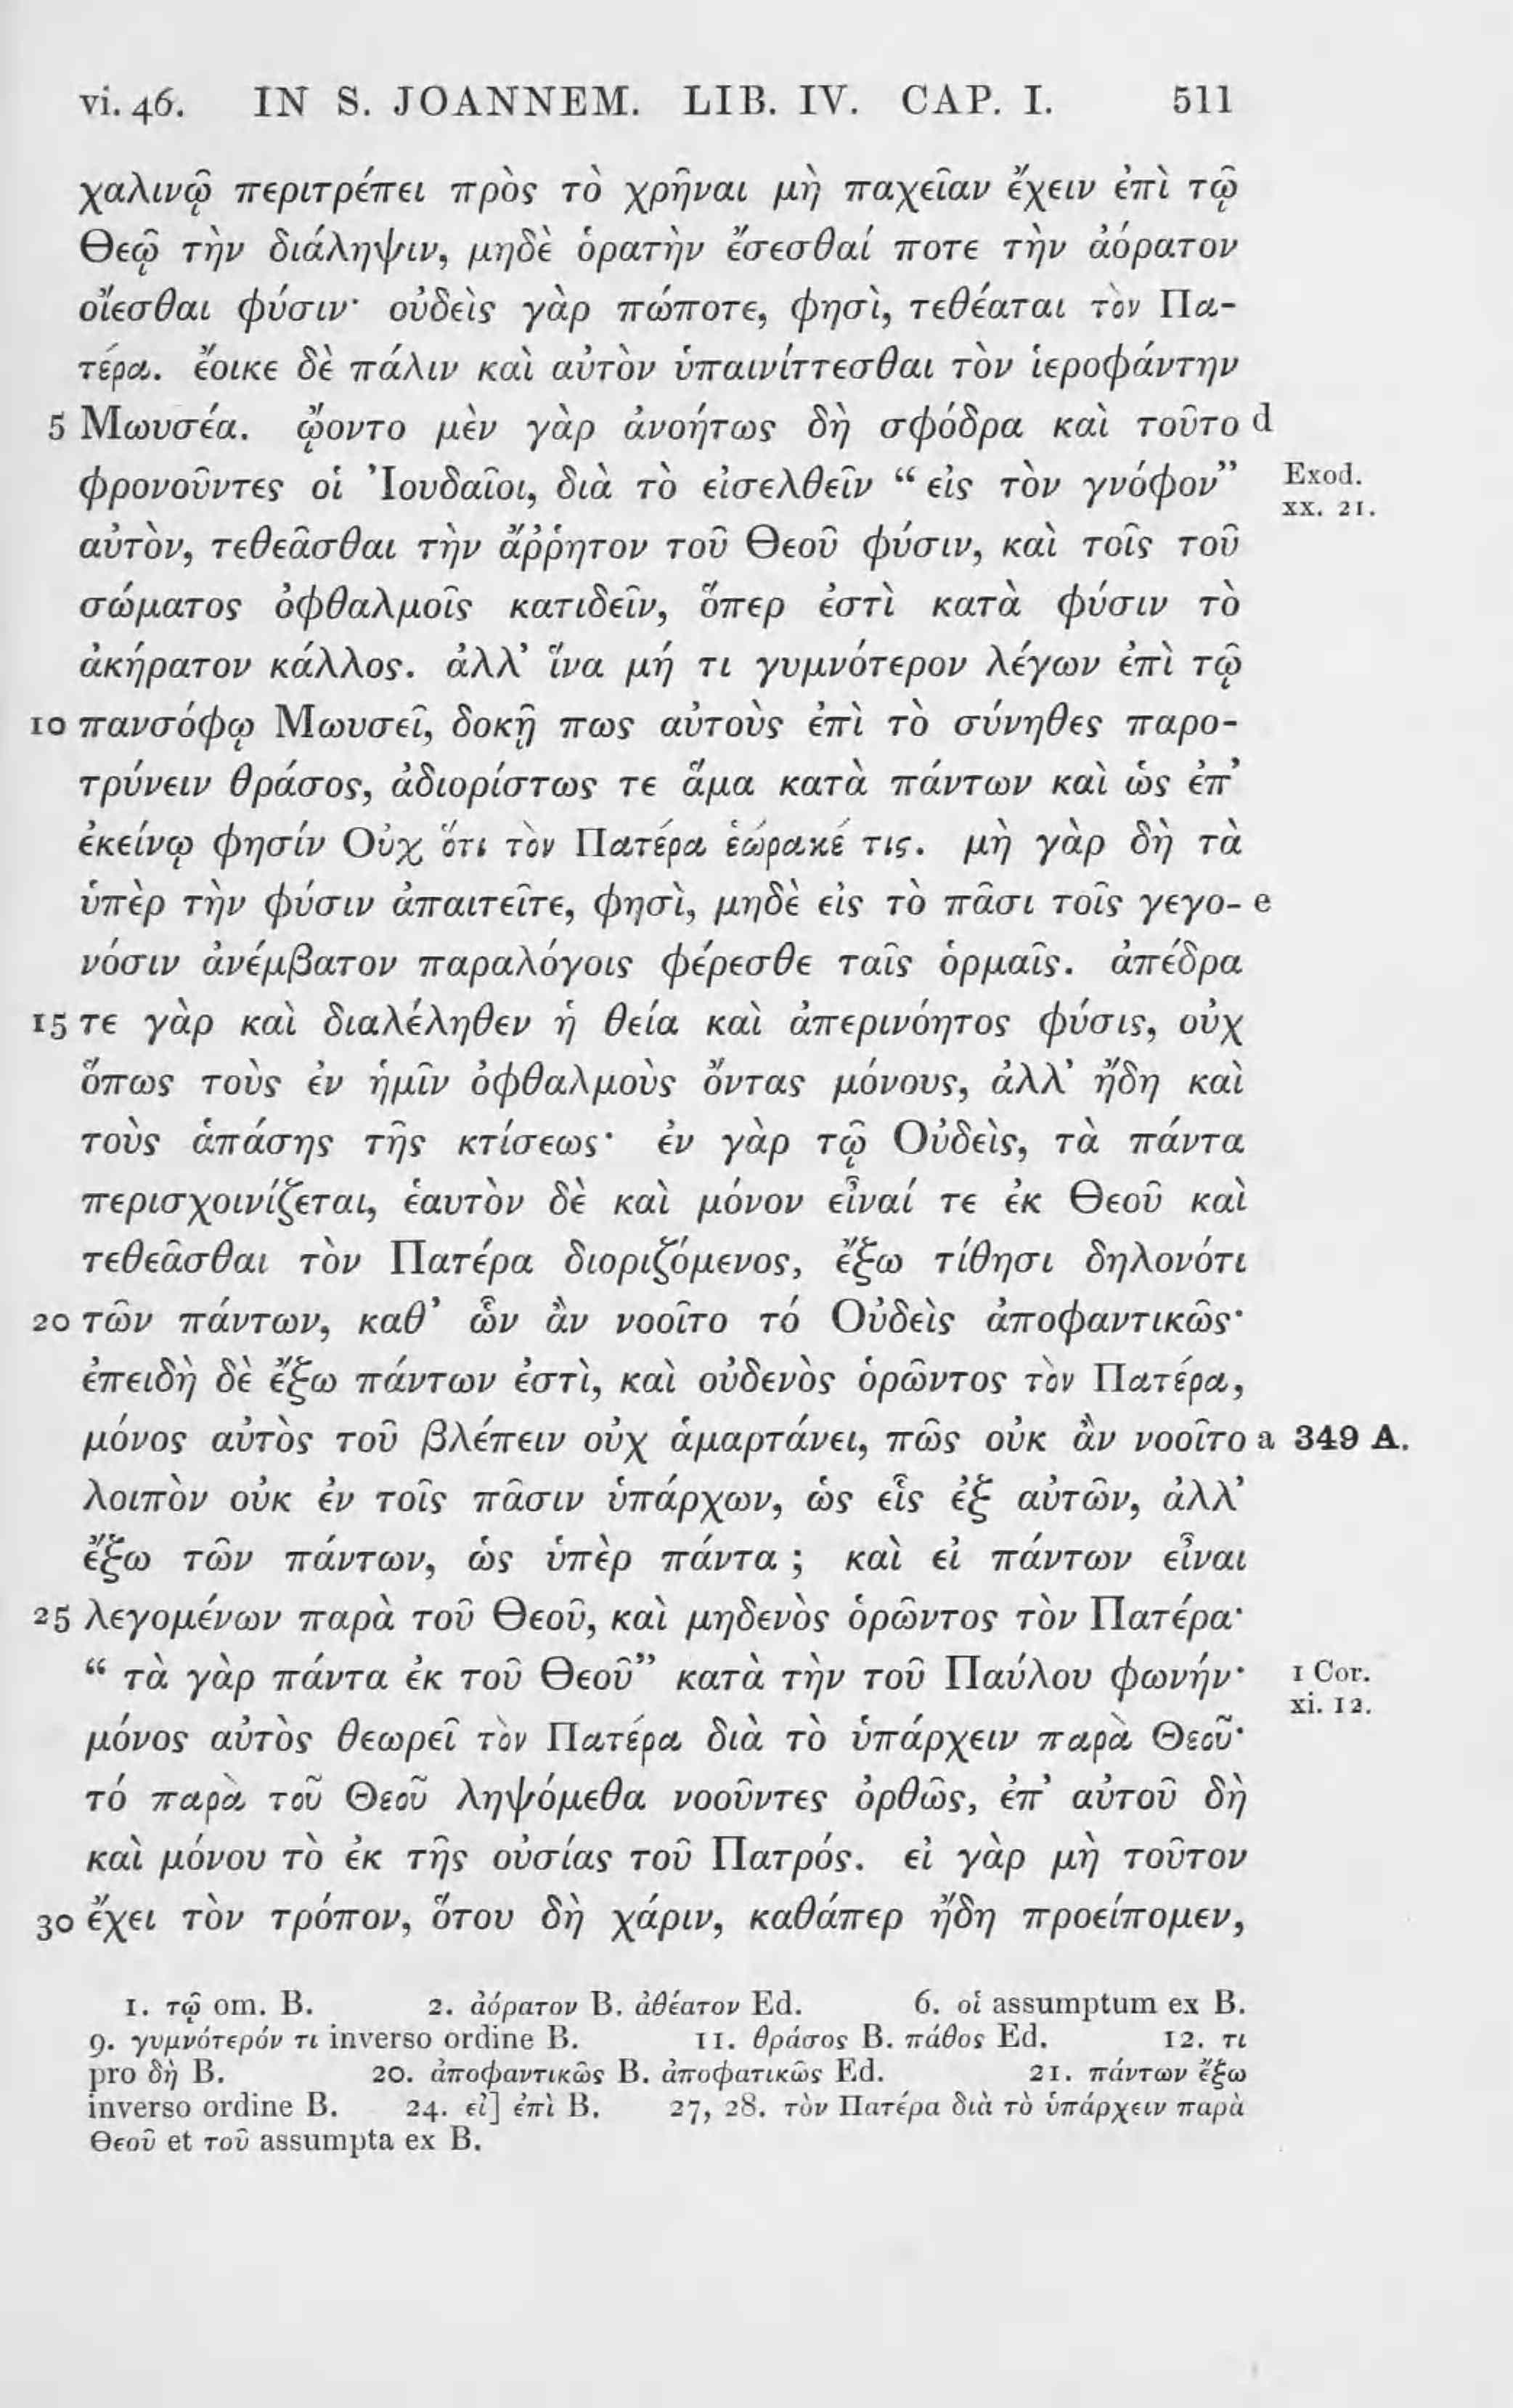 vi. 46. IN S. JOANNEM. LIB. IV. CAP. I. 511
χαλινῷ περιτρέπει πρὸς τὸ χρῆναι μὴ παχεῖαν ἔχειν ἐπὶ τῷ
Θεῷ τὴν διάληψιν, μηδὲ ὁρατὴν ἔσεσθαί ποτε τὴν ἀόρατον
οἴεσθαι φύσιν· οὐδεὶς γὰρ πώποτε, φησὶ, τεθέαται τὸν Πα-
τέρα. ἔοικε δὲ πάλιν καὶ αὐτὸν ὑπαινίττεσθαι τὸν ἱεροφάντην
5 Μωυσέα. ᾤοντο μὲν γὰρ ἀνοήτως δὴ σφόδρα καὶ τοῦτο d
φρονοῦντες οἱ Ἰουδαῖοι, διὰ τὸ εἰσελθεῖν “εἰς τὸν γνόφον” Exod.
xx. 21.
αὐτὸν, τεθεᾶσθαι τὴν ἄῤῥητον τοῦ Θεοῦ φύσιν, καὶ τοῖς τοῦ
σώματος ὀφθαλμοῖς κατιδεῖν, ὅπερ ἐστὶ κατὰ φύσιν τὸ
ἀκήρατον κάλλος. ἀλλ’ ἵνα μή τι γυμνότερον λέγων ἐπὶ τῷ
10 πανσόφῳ Μωυσεῖ, δοκῇ πως αὐτοὺς ἐπὶ τὸ σύνηθες παρο-
τρύνειν θράσος, ἀδιορίστως τε ἅμα κατὰ πάντων καὶ ὡς ἐπ’
ἐκείνῳ φησίν Οὐχ ὅτι τὸν Πατέρα ἑώρακέ τις. μὴ γὰρ δὴ τὰ
ὑπὲρ τὴν φύσιν ἀπαιτεῖτε, φησὶ, μηδὲ εἰς τὸ πᾶσι τοῖς γεγο- e
νόσιν ἀνέμβατον παραλόγοις φέρεσθε ταῖς ὁρμαῖς. ἀπέδρα
15 τε γὰρ καὶ διαλέληθεν ἡ θεία καὶ ἀπερινόητος φύσις, οὐχ
ὅπως τοὺς ἐν ἡμῖν ὀφθαλμοὺς ὄντας μόνους, ἀλλ’ ἤδη καὶ
τοὺς ἁπάσης τῆς κτίσεως· ἐν γὰρ τῷ Οὐδεὶς, τὰ πάντα
περισχοινίζεται, ἑαυτὸν δὲ καὶ μόνον εἶναί τε ἐκ Θεοῦ καὶ
τεθεᾶσθαι τὸν Πατέρα διοριζόμενος, ἔξω τίθησι δηλονότι
20 τῶν πάντων, καθ’ ὧν ἂν νοοῖτο τό Οὐδεὶς ἀποφαντικῶς·
ἐπειδὴ δὲ ἔξω πάντων ἐστὶ, καὶ οὐδενὸς ὁρῶντος τὸν Πατέρα,
μόνος αὐτὸς τοῦ βλέπειν οὐχ ἁμαρτάνει, πῶς οὐκ ἂν νοοῖτο a 349 A.
λοιπὸν οὐκ ἐν τοῖς πᾶσιν ὑπάρχων, ὡς εἷς ἐξ αὐτῶν, ἀλλ’
ἔξω τῶν πάντων, ὡς ὑπὲρ πάντα ; καὶ εἰ πάντων εἶναι
25 λεγομένων παρὰ τοῦ Θεοῦ, καὶ μηδενὸς ὁρῶντος τὸν Πατέρα·
“ τὰ γὰρ πάντα ἐκ τοῦ Θεοῦ” κατὰ τὴν τοῦ Παύλου φωνήν· 1 Cor.
xi. 12.
μόνος αὐτὸς θεωρεῖ τὸν Πατέρα διὰ τὸ ὑπάρχειν παρὰ Θεοῦ·
τό παρὰ τοῦ Θεοῦ ληψόμεθα νοοῦντες ὀρθῶς, ἐπ’ αὐτοῦ δὴ
καὶ μόνου τὸ ἐκ τῆς οὐσίας τοῦ Πατρός. εἰ γὰρ μὴ τοῦτον
30 ἔχει τὸν τρόπον, ὅτου δὴ χάριν, καθάπερ ἤδη προείπομεν,
1. τῷ om. B. 2. ἀόρατον B. ἀθέατον Ed. 6. οἱ assumptum ex B.
9. γυμνότερόν τι inverso ordine B. 11. θράσος B. πάθος Ed. 12. τι
pro δὴ B. 20. ἀποφαντικῶς B. ἀποφατικῶς Ed. 21. πάντων ἔξω
inverso ordine B. 24. εἰ] ἐπὶ B. 27, 28. τὸν Πατέρα διὰ τὸ ὑπάρχειν παρὰ
Θεοῦ et τοῦ assumpta ex B.